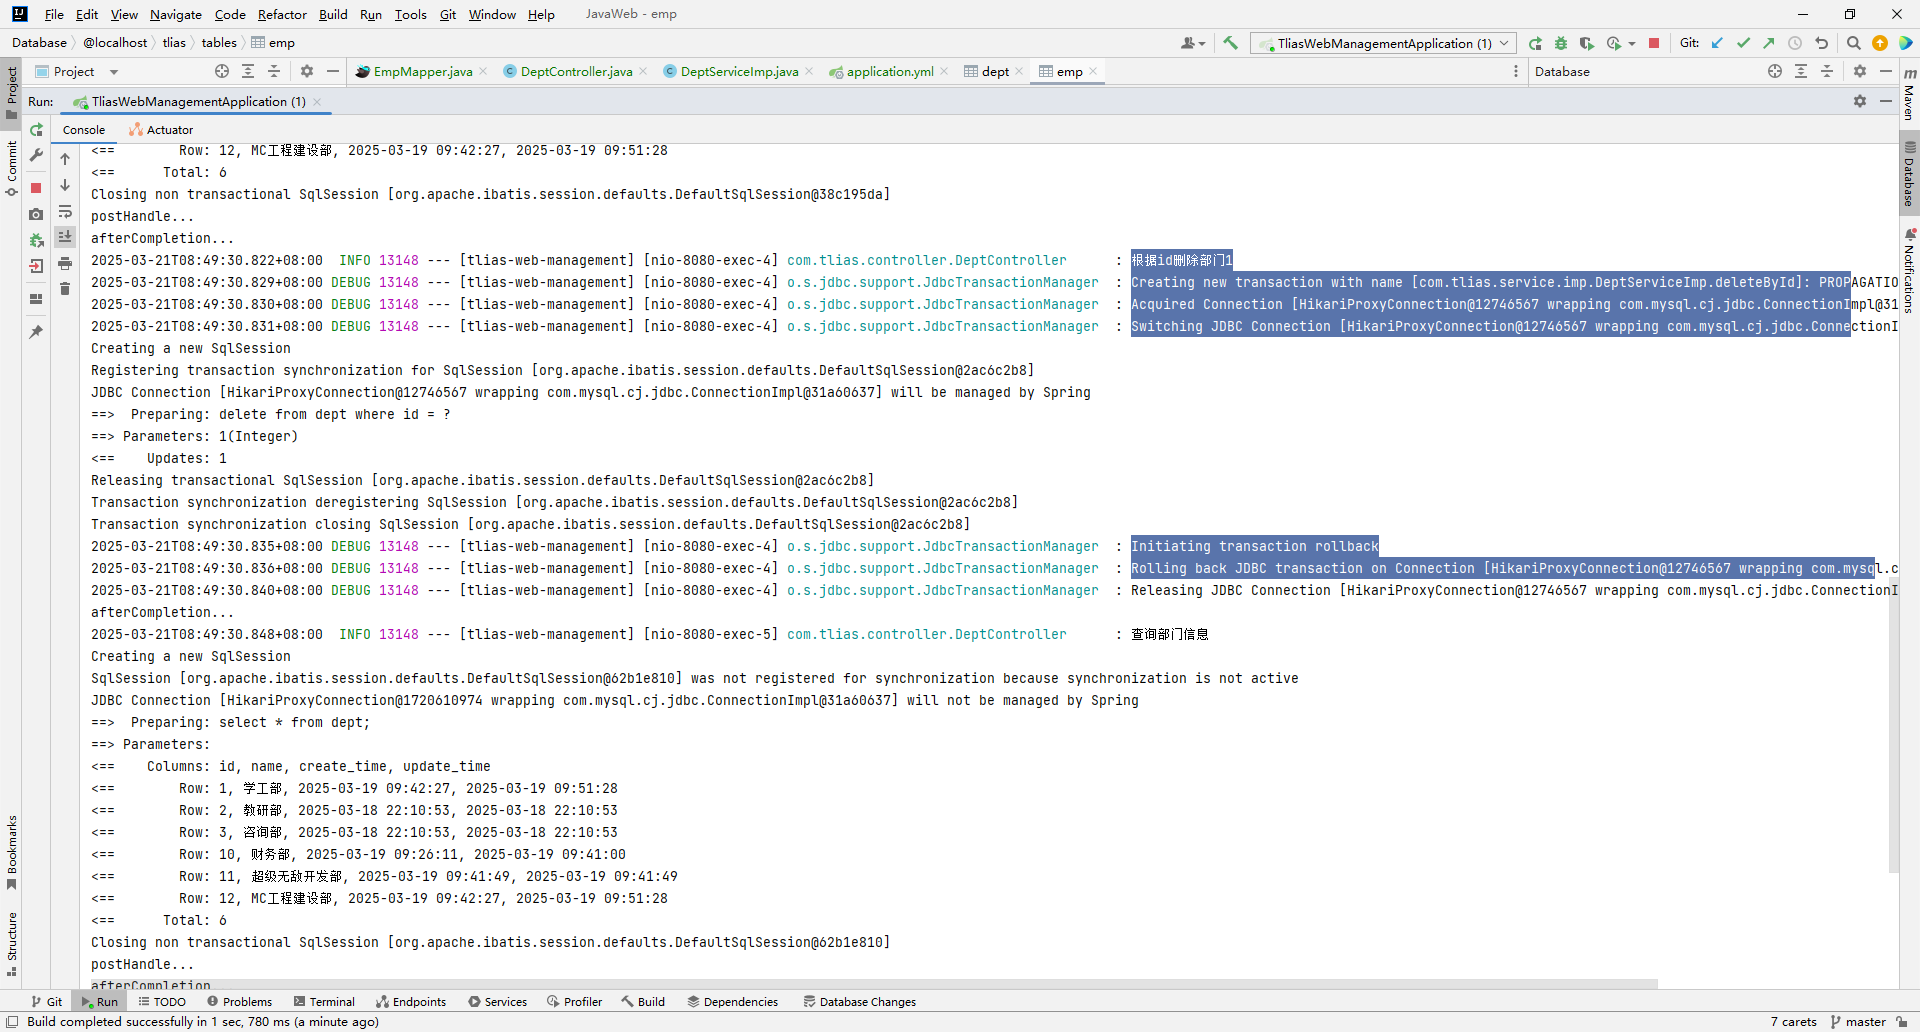 File Edit View Navigate Code Refactor Build Run Tools Git Window Help JavaWeb - emp
Database @localhost tlias tables emp TliasWebManagementApplication (1) Git:
Project EmpMapper.java DeptController.java DeptServiceImp.java application.yml dept emp Database
Run: TliasWebManagementApplication (1)
Console Actuator
<==        Row: 12, MC工程建设部, 2025-03-19 09:42:27, 2025-03-19 09:51:28
<==      Total: 6
Closing non transactional SqlSession [org.apache.ibatis.session.defaults.DefaultSqlSession@38c195da]
postHandle...
afterCompletion...
2025-03-21T08:49:30.822+08:00  INFO 13148 --- [tlias-web-management] [nio-8080-exec-4] com.tlias.controller.DeptController      : 根据id删除部门1
2025-03-21T08:49:30.829+08:00 DEBUG 13148 --- [tlias-web-management] [nio-8080-exec-4] o.s.jdbc.support.JdbcTransactionManager  : Creating new transaction with name [com.tlias.service.imp.DeptServiceImp.deleteById]: PROPAGATIO
2025-03-21T08:49:30.830+08:00 DEBUG 13148 --- [tlias-web-management] [nio-8080-exec-4] o.s.jdbc.support.JdbcTransactionManager  : Acquired Connection [HikariProxyConnection@12746567 wrapping com.mysql.cj.jdbc.ConnectionImpl@31
2025-03-21T08:49:30.831+08:00 DEBUG 13148 --- [tlias-web-management] [nio-8080-exec-4] o.s.jdbc.support.JdbcTransactionManager  : Switching JDBC Connection [HikariProxyConnection@12746567 wrapping com.mysql.cj.jdbc.ConnectionI
Creating a new SqlSession
Registering transaction synchronization for SqlSession [org.apache.ibatis.session.defaults.DefaultSqlSession@2ac6c2b8]
JDBC Connection [HikariProxyConnection@12746567 wrapping com.mysql.cj.jdbc.ConnectionImpl@31a60637] will be managed by Spring
==>  Preparing: delete from dept where id = ?
==> Parameters: 1(Integer)
<==    Updates: 1
Releasing transactional SqlSession [org.apache.ibatis.session.defaults.DefaultSqlSession@2ac6c2b8]
Transaction synchronization deregistering SqlSession [org.apache.ibatis.session.defaults.DefaultSqlSession@2ac6c2b8]
Transaction synchronization closing SqlSession [org.apache.ibatis.session.defaults.DefaultSqlSession@2ac6c2b8]
2025-03-21T08:49:30.835+08:00 DEBUG 13148 --- [tlias-web-management] [nio-8080-exec-4] o.s.jdbc.support.JdbcTransactionManager  : Initiating transaction rollback
2025-03-21T08:49:30.836+08:00 DEBUG 13148 --- [tlias-web-management] [nio-8080-exec-4] o.s.jdbc.support.JdbcTransactionManager  : Rolling back JDBC transaction on Connection [HikariProxyConnection@12746567 wrapping com.mysql.c
2025-03-21T08:49:30.840+08:00 DEBUG 13148 --- [tlias-web-management] [nio-8080-exec-4] o.s.jdbc.support.JdbcTransactionManager  : Releasing JDBC Connection [HikariProxyConnection@12746567 wrapping com.mysql.cj.jdbc.ConnectionI
afterCompletion...
2025-03-21T08:49:30.848+08:00  INFO 13148 --- [tlias-web-management] [nio-8080-exec-5] com.tlias.controller.DeptController      : 查询部门信息
Creating a new SqlSession
SqlSession [org.apache.ibatis.session.defaults.DefaultSqlSession@62b1e810] was not registered for synchronization because synchronization is not active
JDBC Connection [HikariProxyConnection@1720610974 wrapping com.mysql.cj.jdbc.ConnectionImpl@31a60637] will not be managed by Spring
==>  Preparing: select * from dept;
==> Parameters:
<==    Columns: id, name, create_time, update_time
<==        Row: 1, 学工部, 2025-03-19 09:42:27, 2025-03-19 09:51:28
<==        Row: 2, 教研部, 2025-03-18 22:10:53, 2025-03-18 22:10:53
<==        Row: 3, 咨询部, 2025-03-18 22:10:53, 2025-03-18 22:10:53
<==        Row: 10, 财务部, 2025-03-19 09:26:11, 2025-03-19 09:41:00
<==        Row: 11, 超级无敌开发部, 2025-03-19 09:41:49, 2025-03-19 09:41:49
<==        Row: 12, MC工程建设部, 2025-03-19 09:42:27, 2025-03-19 09:51:28
<==      Total: 6
Closing non transactional SqlSession [org.apache.ibatis.session.defaults.DefaultSqlSession@62b1e810]
postHandle...
afterCompletion
Project
Commit
Bookmarks
Structure
Maven
Database
Notifications
Git Run TODO Problems Terminal Endpoints Services Profiler Build Dependencies Database Changes
Build completed successfully in 1 sec, 780 ms (a minute ago) 7 carets master